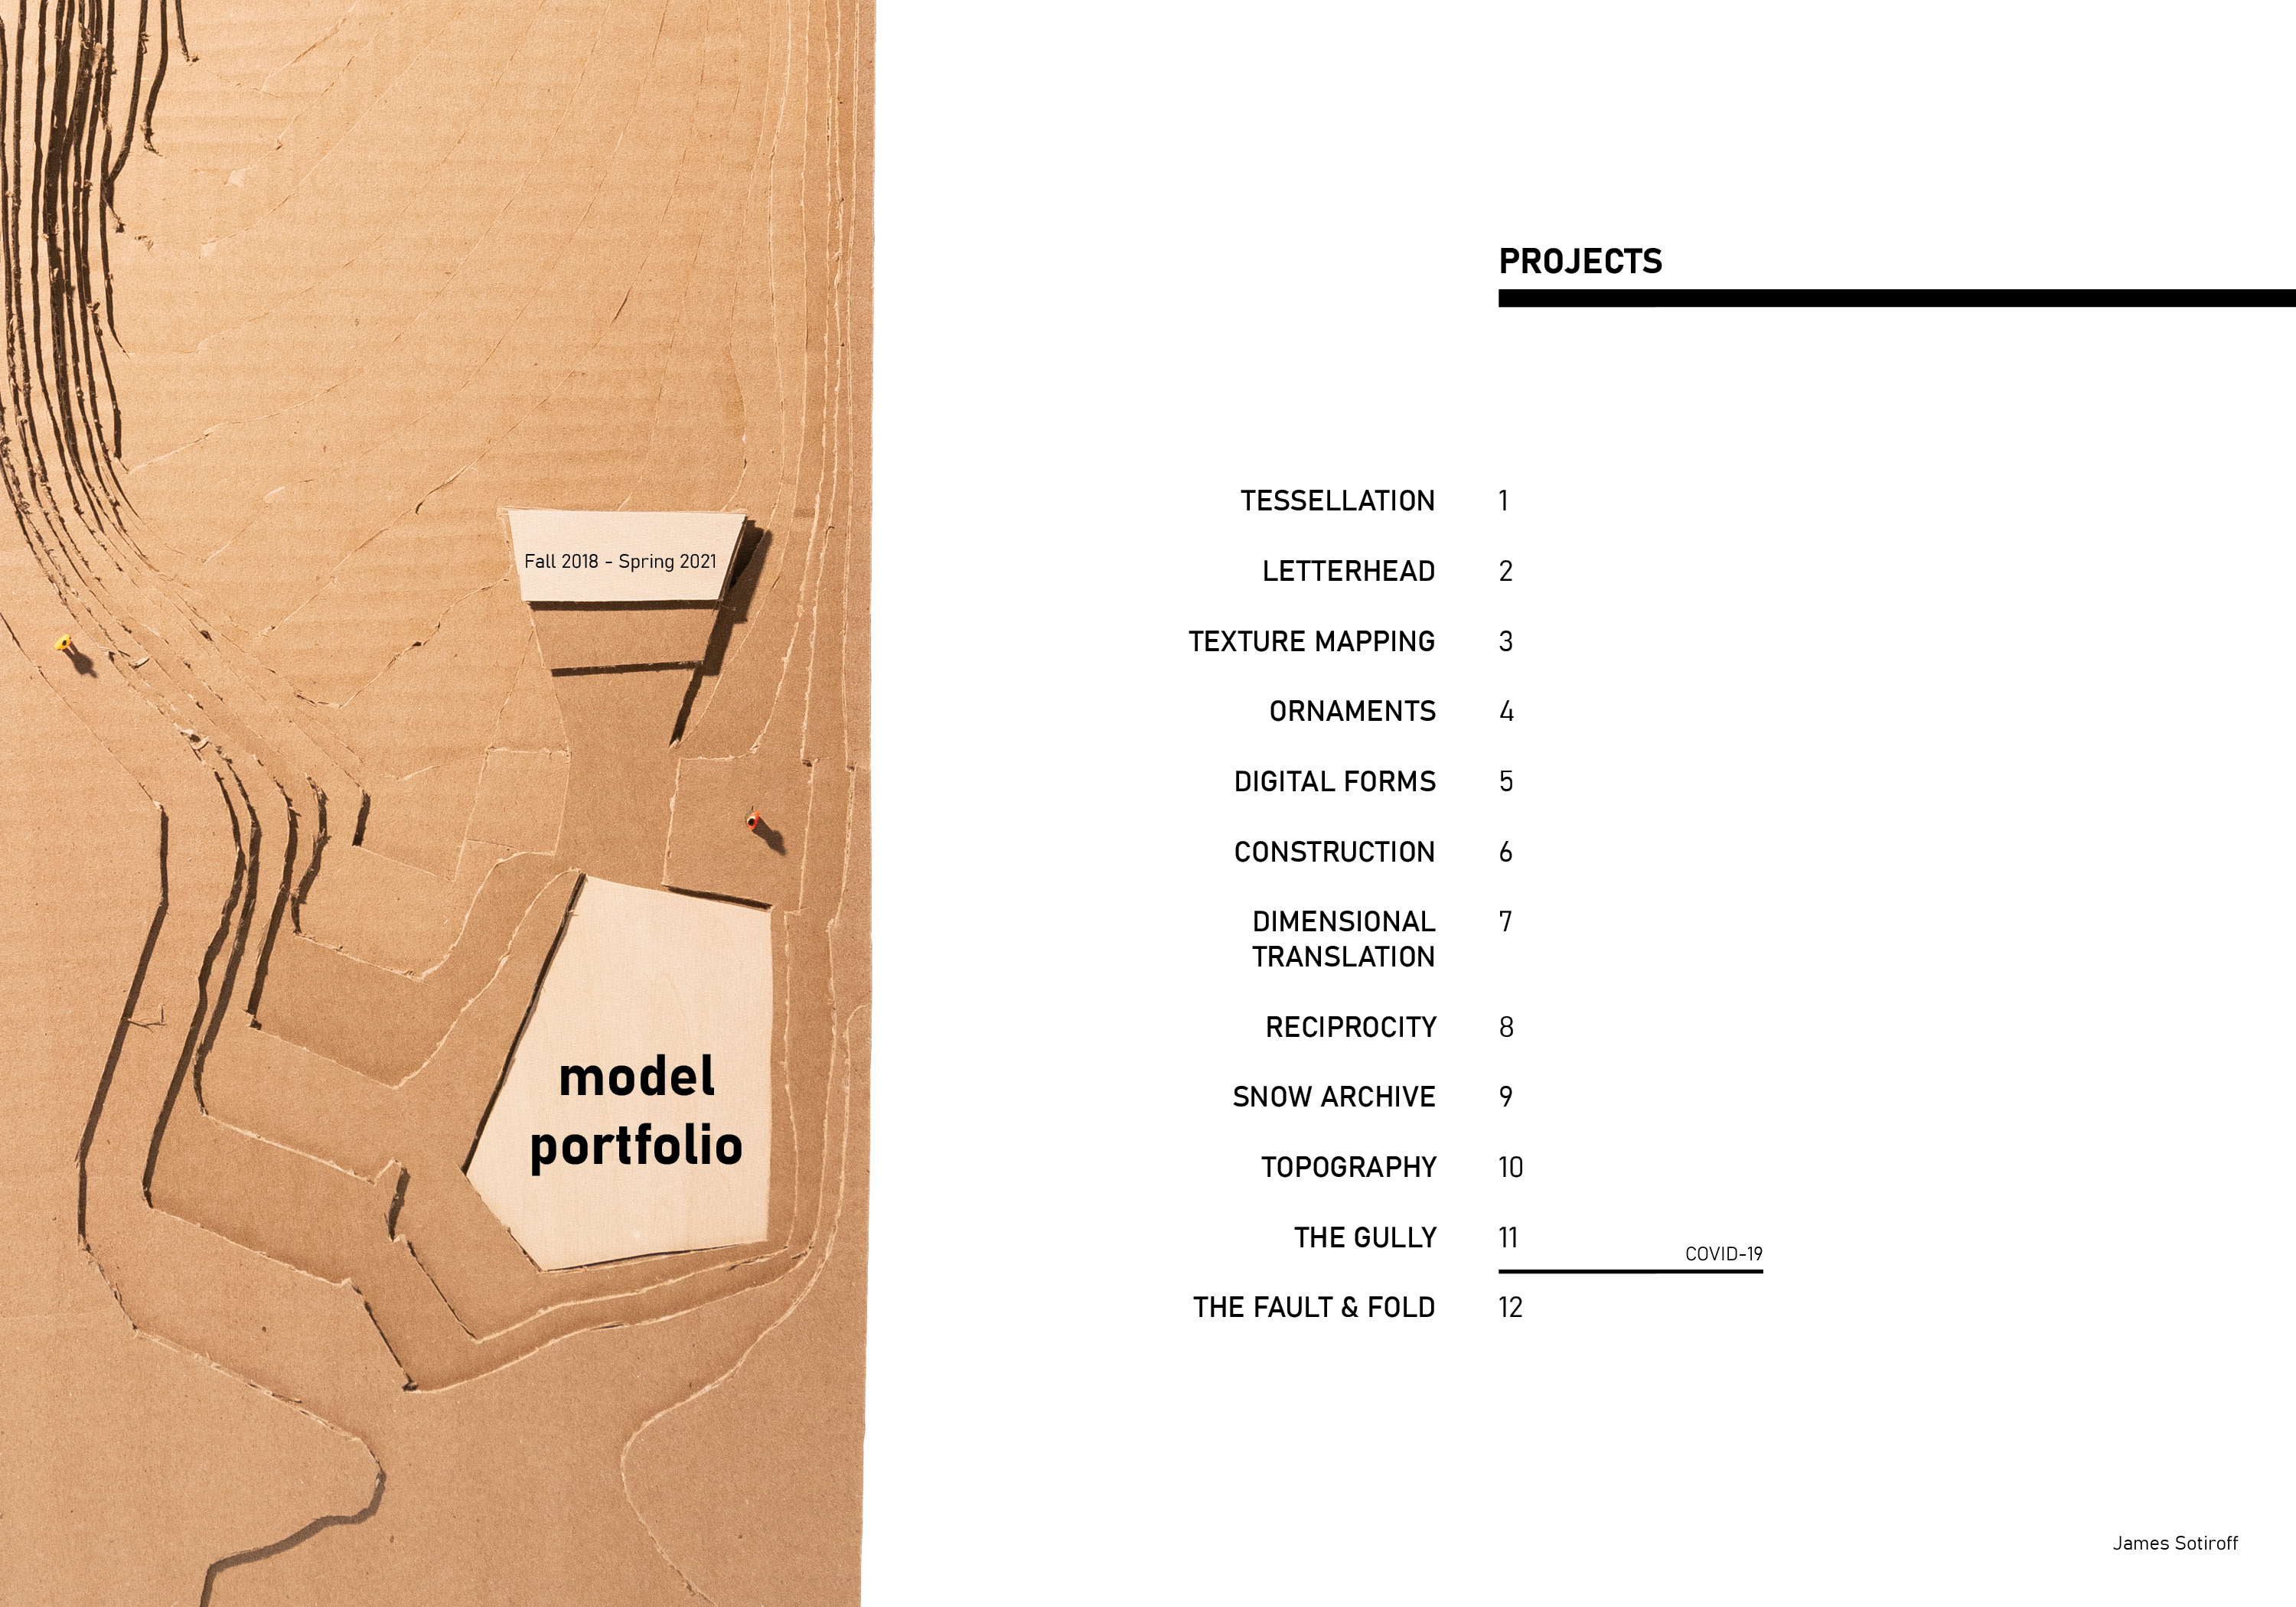 Fall 2018 - Spring 2021
model
portfolio
PROJECTS
TESSELLATION 1
LETTERHEAD 2
TEXTURE MAPPING 3
ORNAMENTS 4
DIGITAL FORMS 5
CONSTRUCTION 6
DIMENSIONAL 7
TRANSLATION
RECIPROCITY 8
SNOW ARCHIVE 9
TOPOGRAPHY 10
THE GULLY 11
COVID-19
THE FAULT & FOLD 12
James Sotiroff